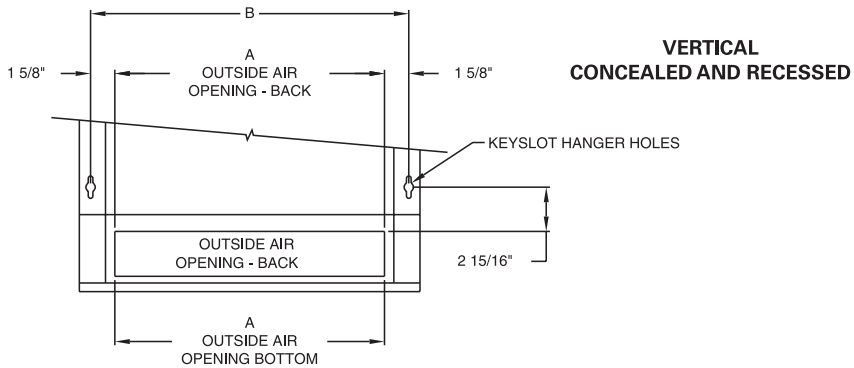 B
VERTICAL
CONCEALED AND RECESSED
A
OUTSIDE AIR
OPENING - BACK
1 5/8"
1 5/8"
KEYSLOT HANGER HOLES
OUTSIDE AIR
OPENING - BACK
2 15/16"
A
OUTSIDE AIR
OPENING BOTTOM